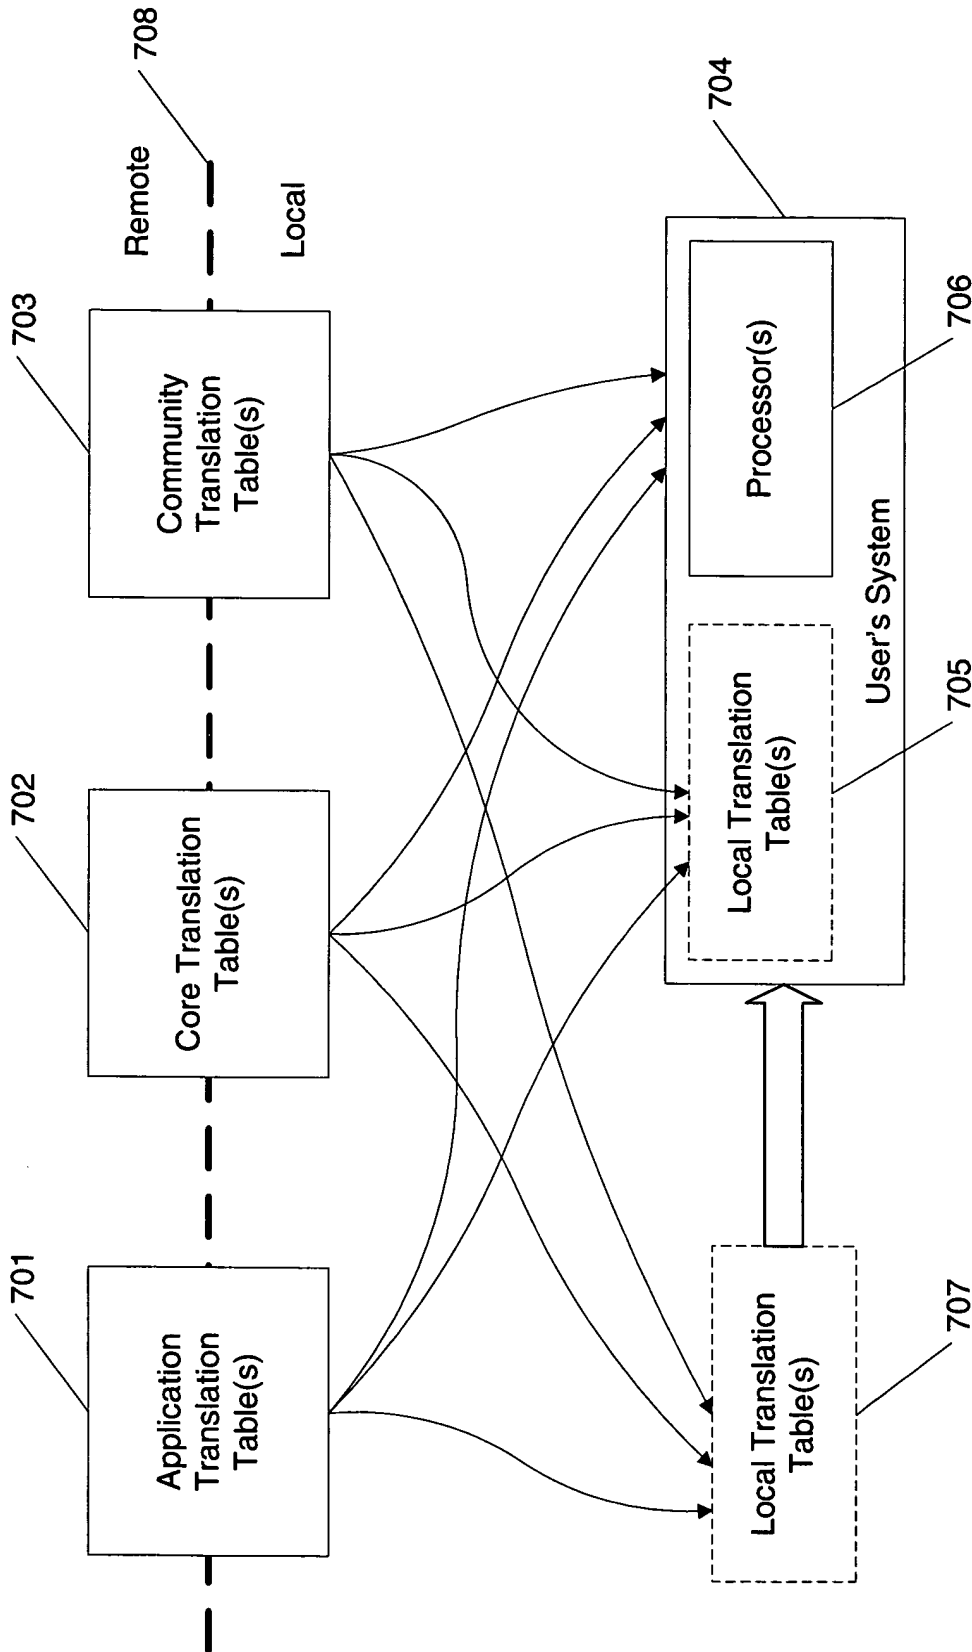 701
702
703
708
Application
Translation
Table(s)
Core Translation
Table(s)
Community
Translation
Table(s)
Remote
Local
704
Local Translation
Table(s)
Local Translation
Table(s)
Processor(s)
User's System
707
705
706